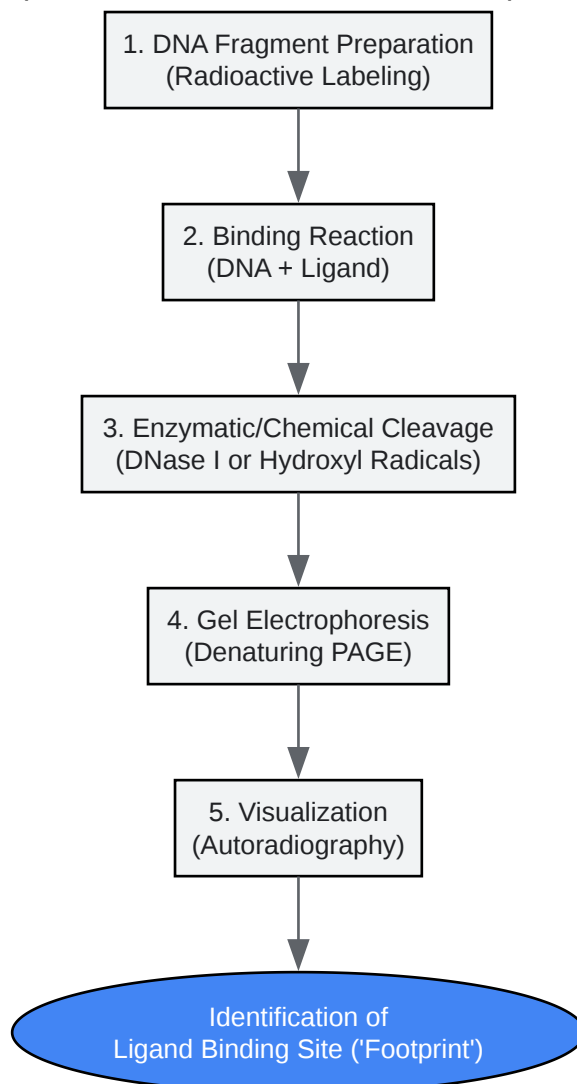 1. DNA Fragment Preparation
(Radioactive Labeling)
2. Binding Reaction
(DNA + Ligand)
3. Enzymatic/Chemical Cleavage
(DNase I or Hydroxyl Radicals)
4. Gel Electrophoresis
(Denaturing PAGE)
5. Visualization
(Autoradiography)
Identification of
Ligand Binding Site ('Footprint')